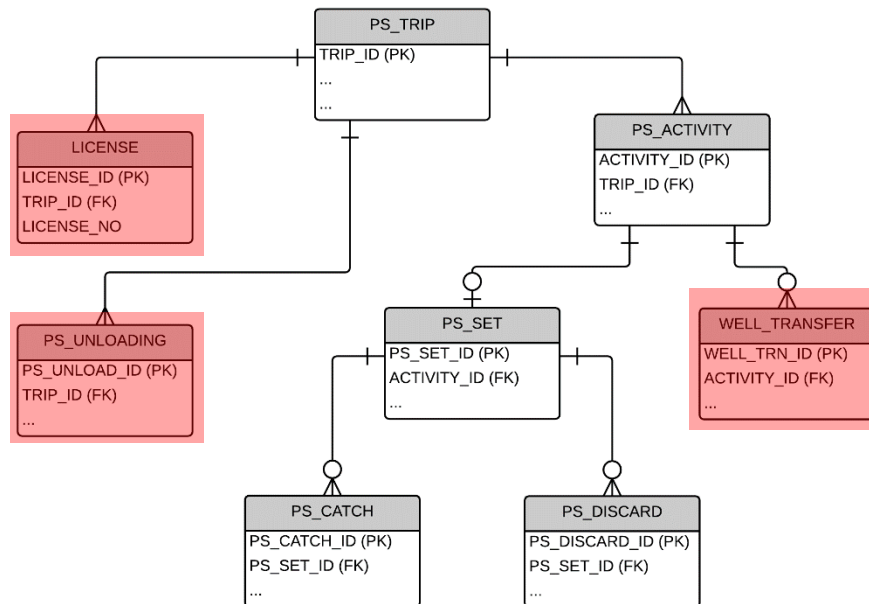 PS_TRIP
TRIP_ID (PK)
...
...
LICENSE
LICENSE_ID (PK)
TRIP_ID (FK)
LICENSE_NO
PS_ACTIVITY
ACTIVITY_ID (PK)
TRIP_ID (FK)
...
PS_UNLOADING
PS_UNLOAD_ID (PK)
TRIP_ID (FK)
...
PS_SET
PS_SET_ID (PK)
ACTIVITY_ID (FK)
...
WELL_TRANSFER
WELL_TRN_ID (PK)
ACTIVITY_ID (FK)
...
PS_CATCH
PS_CATCH_ID (PK)
PS_SET_ID (FK)
...
PS_DISCARD
PS_DISCARD_ID (PK)
PS_SET_ID (FK)
...